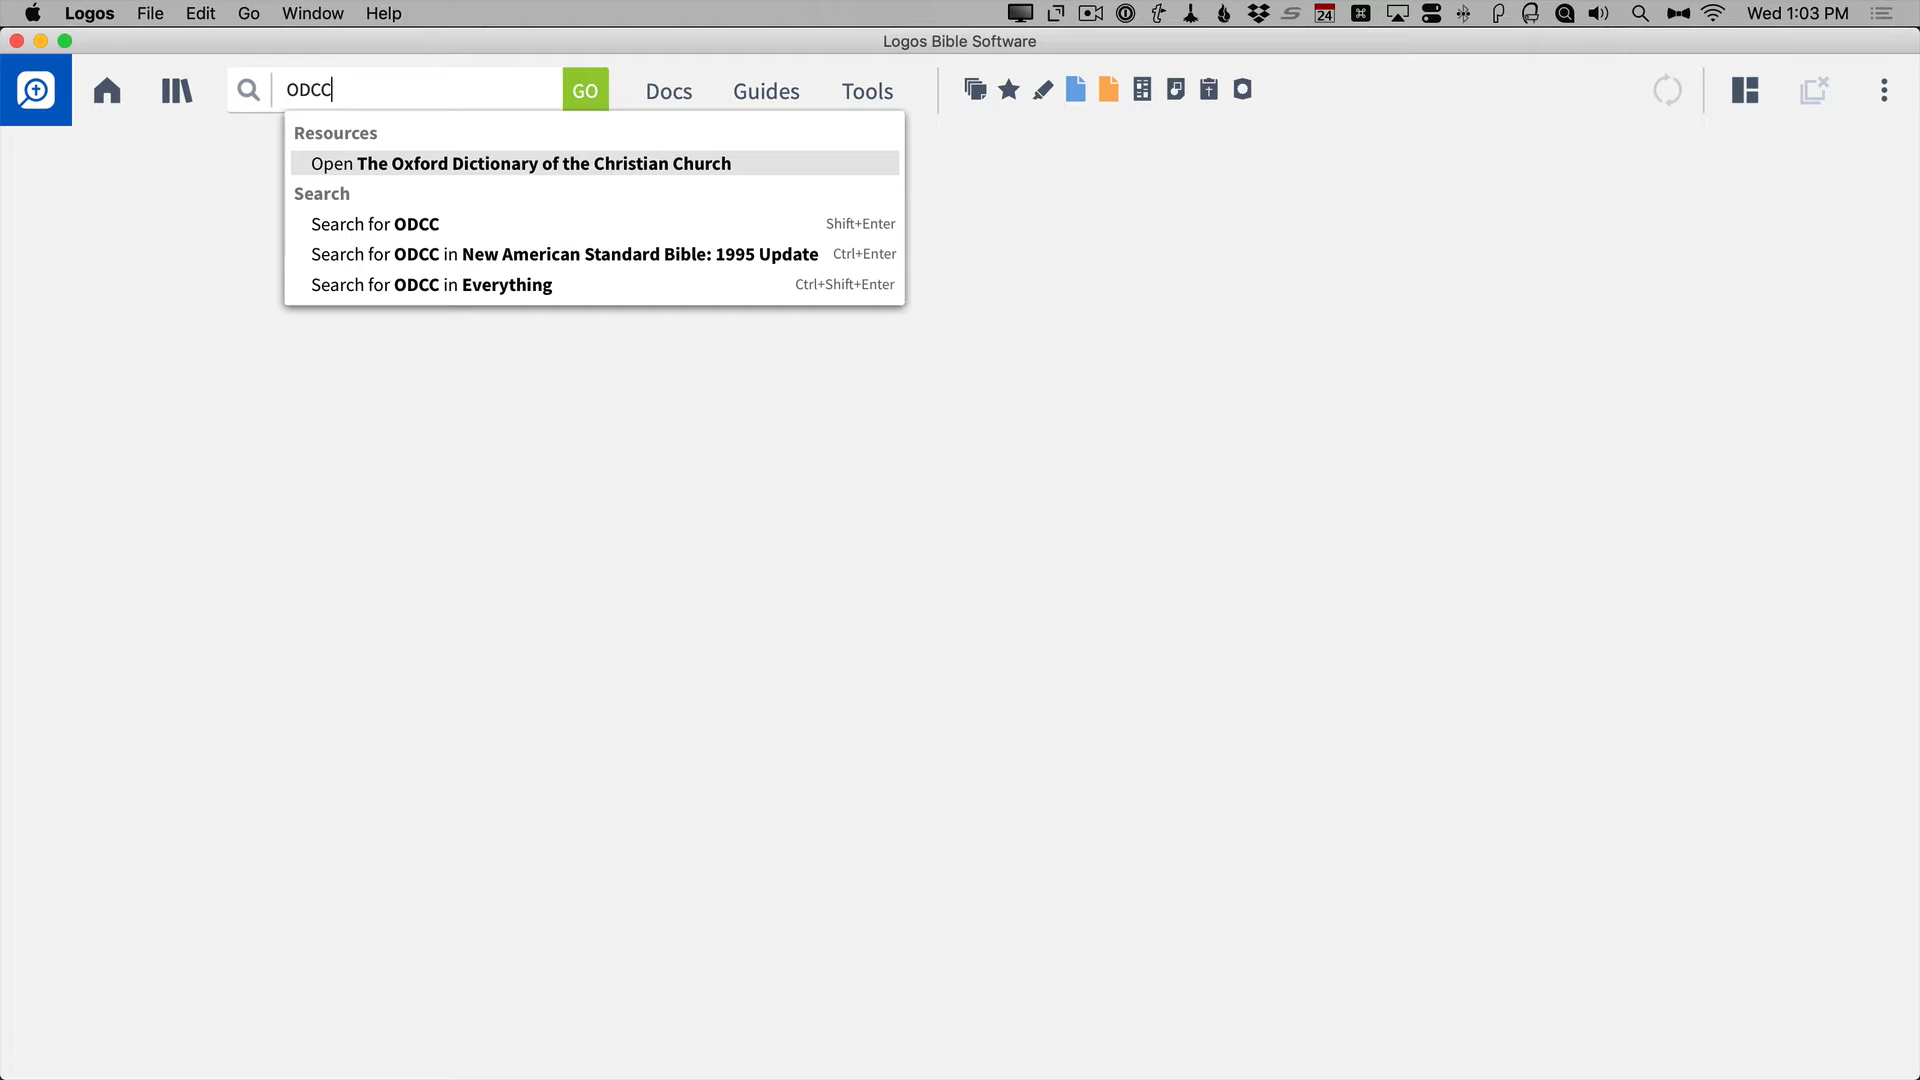 Logos File Edit Go Window Help 24 Wed 1:03 PM
Logos Bible Software
ODCC GO Docs Guides Tools
Resources
Open The Oxford Dictionary of the Christian Church
Search
Search for ODCC Shift+Enter
Search for ODCC in New American Standard Bible: 1995 Update Ctrl+Enter
Search for ODCC in Everything Ctrl+Shift+Enter